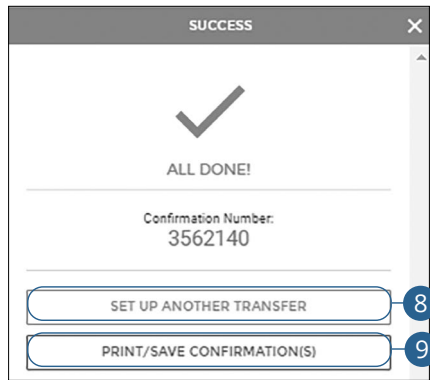 SUCCESS
ALL DONE!
Confirmation Number:
3562140
SET UP ANOTHER TRANSFER
8
PRINT/SAVE CONFIRMATION(S)
9